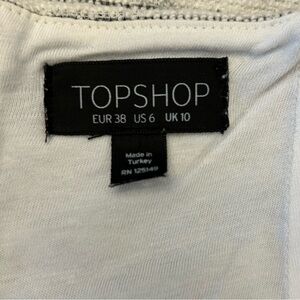 TOPSHOP
EUR 38 US 6 UK 10
Made in
Turkey
RN 125149